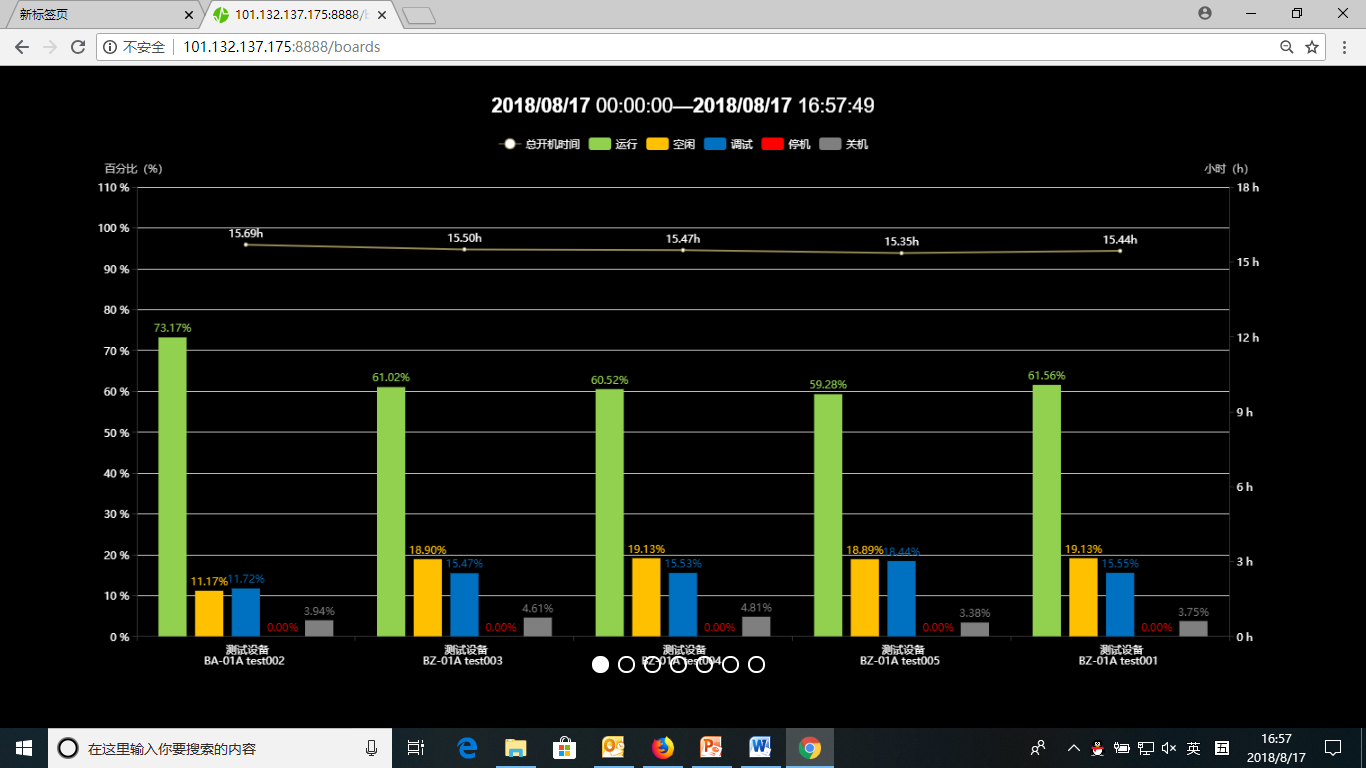 新标签页
101.132.137.175:8888/b
不安全
101.132.137.175:8888/boards
2018/08/17 00:00:00—2018/08/17 16:57:49
总开机时间 运行 空闲 调试 停机 关机
百分比（%）
小时（h）
110 %
18 h
100 %
15.69h
15.50h
15.47h
15.35h
15.44h
90 %
15 h
80 %
73.17%
12 h
70 %
61.02%
60.52%
59.28%
61.56%
60 %
9 h
50 %
40 %
6 h
30 %
20 %
18.90%
19.13%
18.89%
18.44%
19.13%
3 h
15.47%
15.53%
15.55%
11.17%
11.72%
10 %
3.94%
4.61%
4.81%
3.38%
3.75%
0.00%
0.00%
0.00%
0.00%
0.00%
0 %
0 h
测试设备
BA-01A test002
测试设备
BZ-01A test003
测试设备
BZ-01A test004
测试设备
BZ-01A test005
测试设备
BZ-01A test001
在这里输入你要搜索的内容
英
五
16:57
2018/8/17